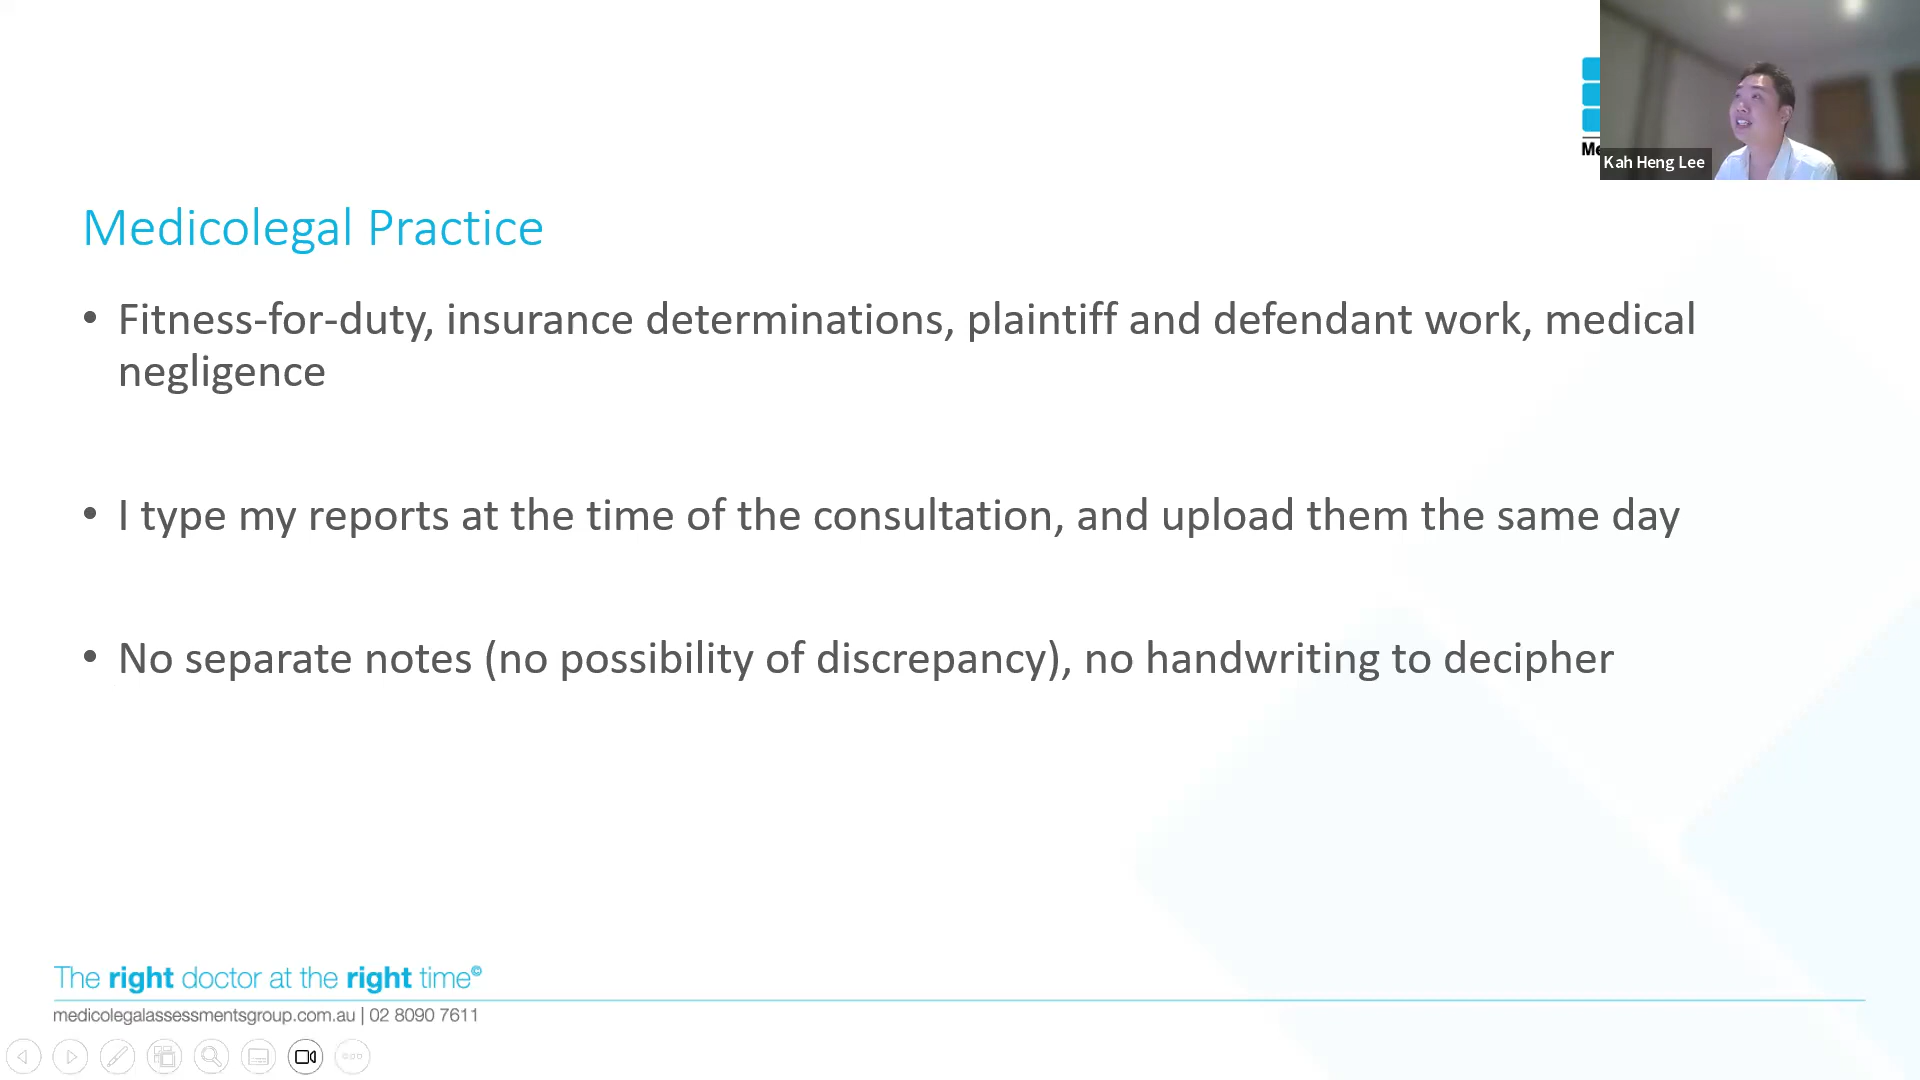 Me
Kah Heng Lee
Medicolegal Practice
• Fitness-for-duty, insurance determinations, plaintiff and defendant work, medical
negligence
• I type my reports at the time of the consultation, and upload them the same day
• No separate notes (no possibility of discrepancy), no handwriting to decipher
The right doctor at the right time©
medicolegalassessmentsgroup.com.au | 02 8090 7611